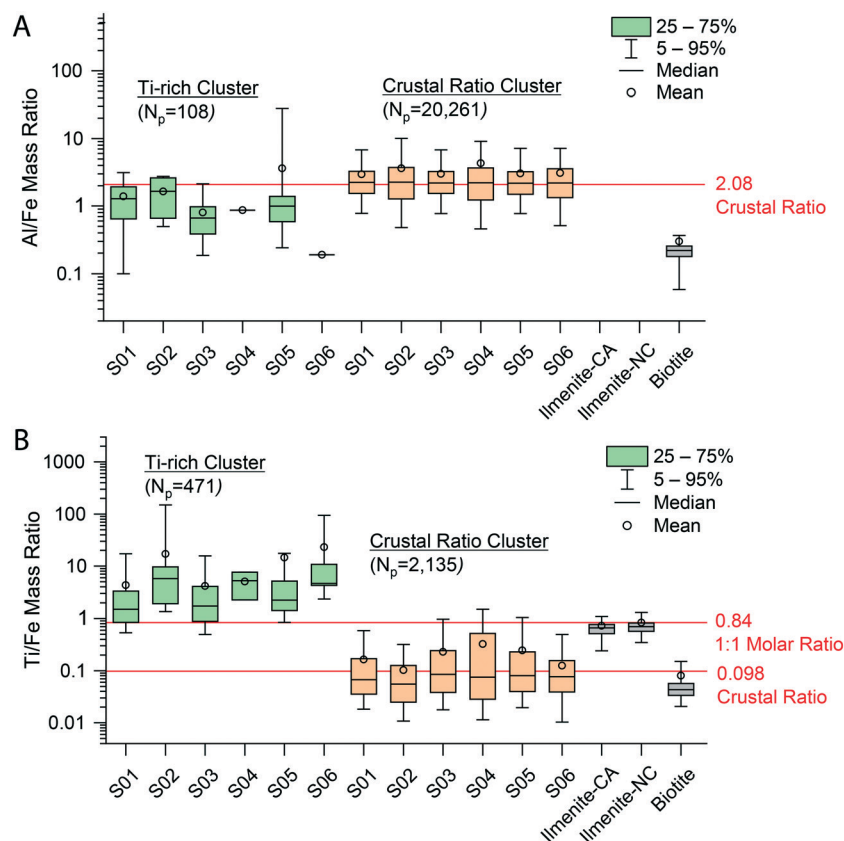 A
Al/Fe Mass Ratio
100
10
1
0.1
Ti-rich Cluster
(Np=108)
Crustal Ratio Cluster
(Np=20,261)
25 – 75%
5 – 95%
Median
Mean
2.08
Crustal Ratio
S01
S02
S03
S04
S05
S06
S01
S02
S03
S04
S05
S06
Ilmenite-CA
Ilmenite-NC
Biotite
B
Ti/Fe Mass Ratio
1000
100
10
1
0.1
0.01
Ti-rich Cluster
(Np=471)
Crustal Ratio Cluster
(Np=2,135)
25 – 75%
5 – 95%
Median
Mean
0.84
1:1 Molar Ratio
0.098
Crustal Ratio
S01
S02
S03
S04
S05
S06
S01
S02
S03
S04
S05
S06
Ilmenite-CA
Ilmenite-NC
Biotite